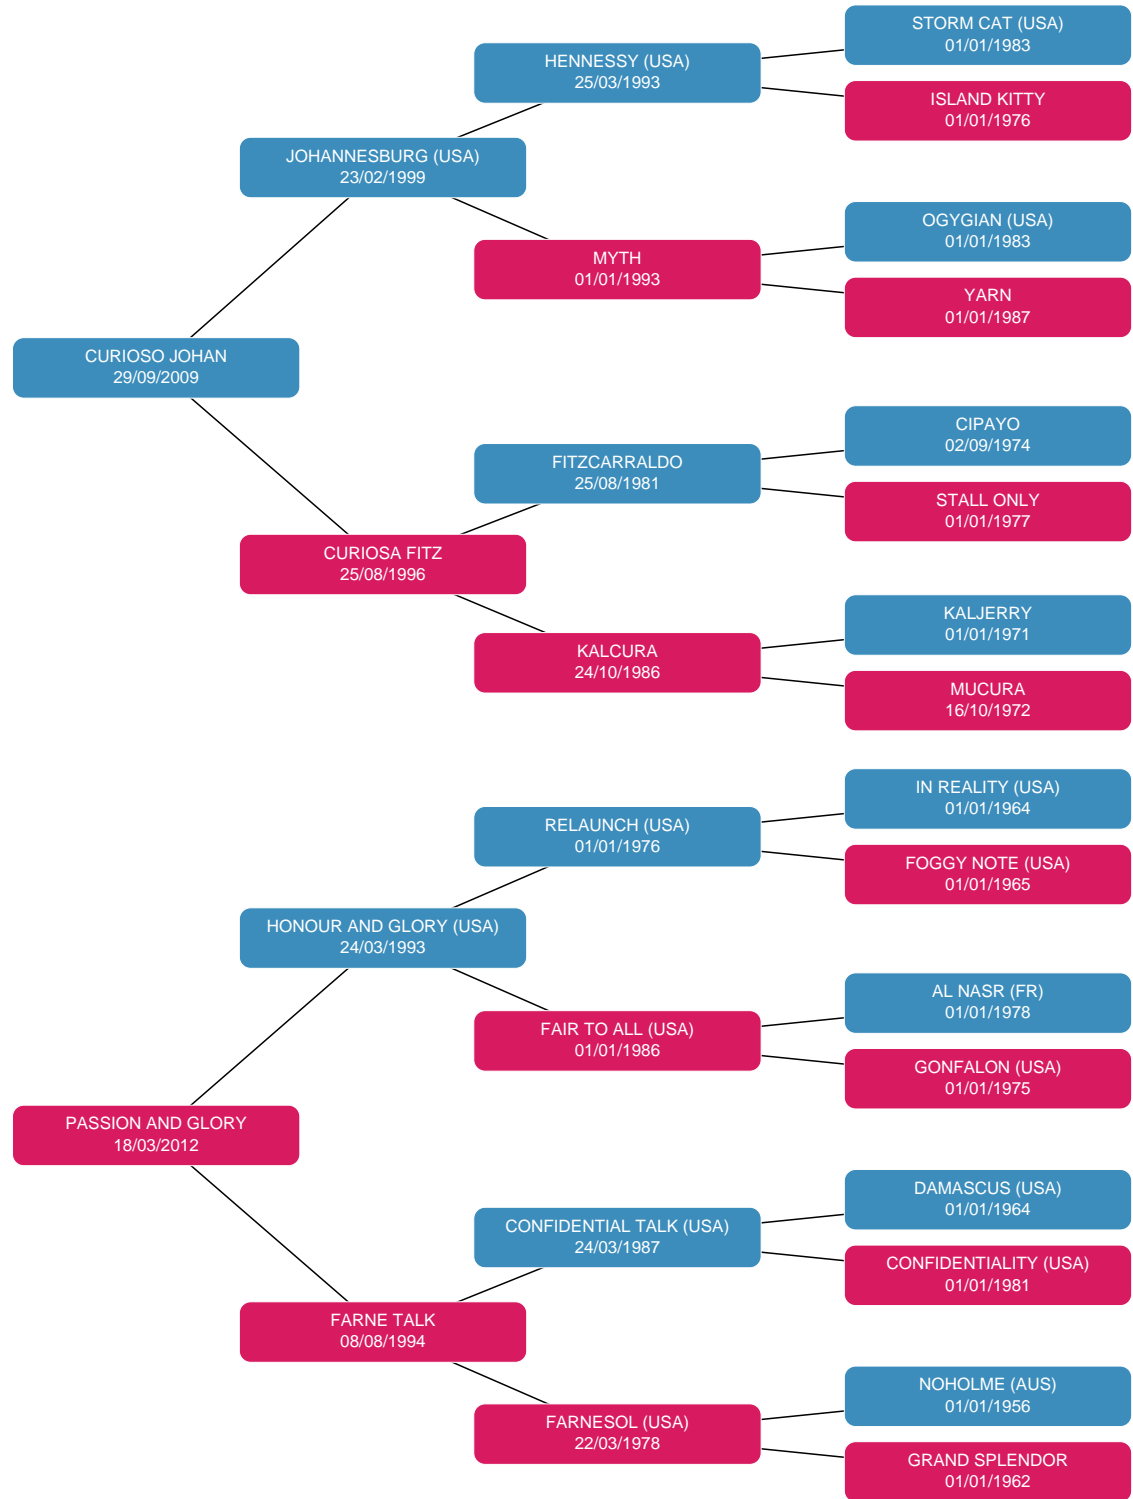 STORM CAT (USA)
01/01/1983
HENNESSY (USA)
25/03/1993
ISLAND KITTY
01/01/1976
JOHANNESBURG (USA)
23/02/1999
OGYGIAN (USA)
01/01/1983
MYTH
01/01/1993
YARN
01/01/1987
CURIOSO JOHAN
29/09/2009
CIPAYO
02/09/1974
FITZCARRALDO
25/08/1981
STALL ONLY
01/01/1977
CURIOSA FITZ
25/08/1996
KALJERRY
01/01/1971
KALCURA
24/10/1986
MUCURA
16/10/1972
IN REALITY (USA)
01/01/1964
RELAUNCH (USA)
01/01/1976
FOGGY NOTE (USA)
01/01/1965
HONOUR AND GLORY (USA)
24/03/1993
AL NASR (FR)
01/01/1978
FAIR TO ALL (USA)
01/01/1986
GONFALON (USA)
01/01/1975
PASSION AND GLORY
18/03/2012
DAMASCUS (USA)
01/01/1964
CONFIDENTIAL TALK (USA)
24/03/1987
CONFIDENTIALITY (USA)
01/01/1981
FARNE TALK
08/08/1994
NOHOLME (AUS)
01/01/1956
FARNESOL (USA)
22/03/1978
GRAND SPLENDOR
01/01/1962